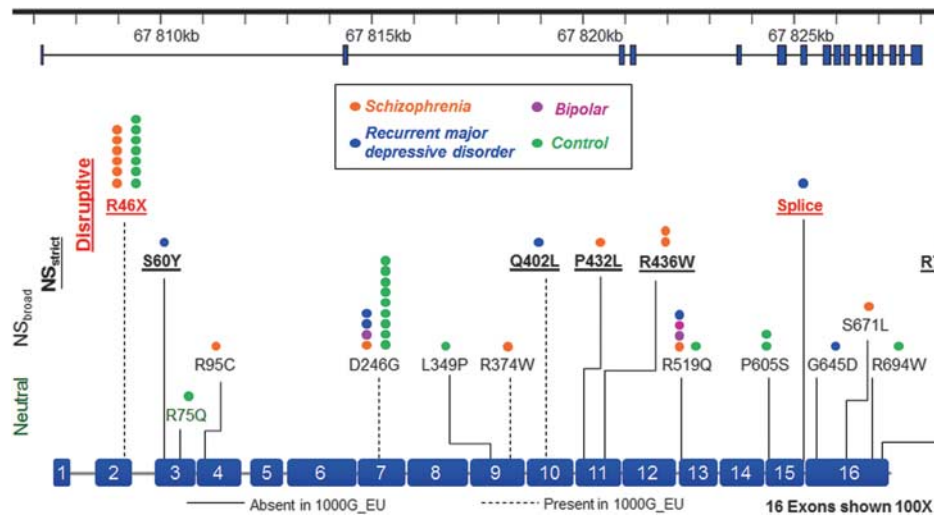 67 810kb 67 815kb 67 820kb 67 825kb
Schizophrenia Bipolar
Recurrent major
depressive disorder Control
Disruptive
R46X Splice
NSstrict
S60Y Q402L P432L R436W R7
NSbroad
S671L
R95C D246G L349P R374W R519Q P605S G645D R694W
Neutral
R75Q
1 2 3 4 5 6 7 8 9 10 11 12 13 14 15 16
Absent in 1000G_EU Present in 1000G_EU 16 Exons shown 100X